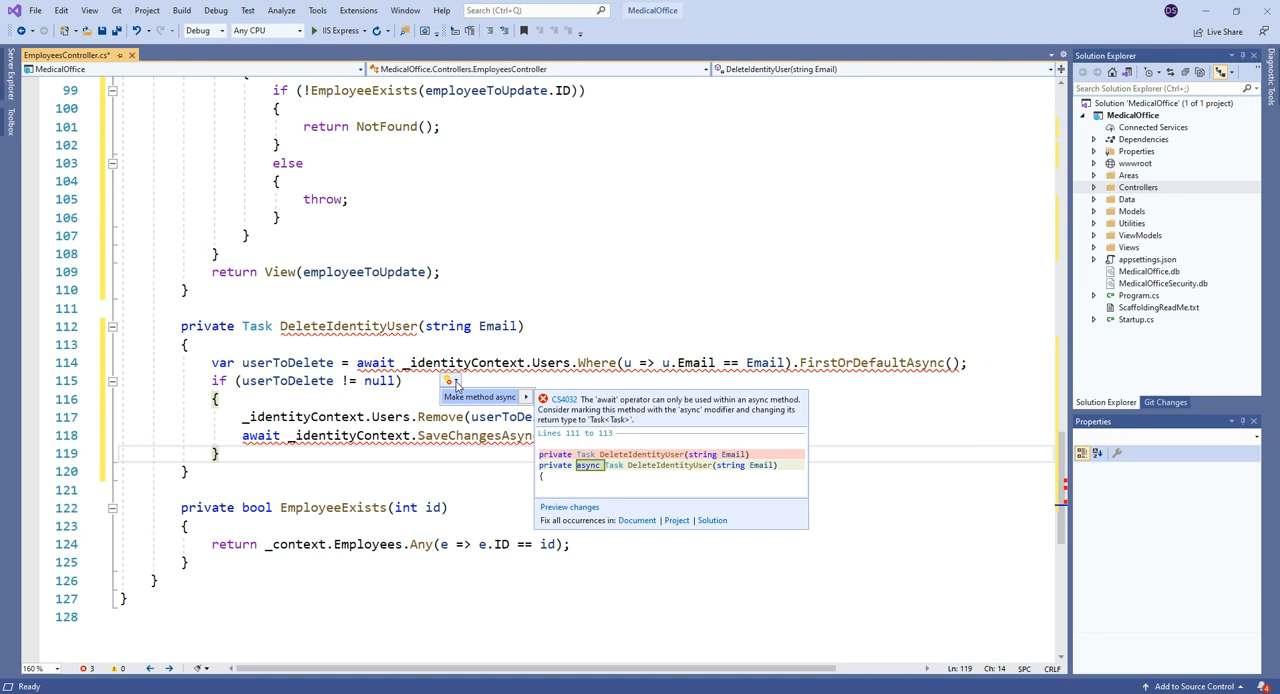 File Edit View Git Project Build Debug Test Analyze Tools Extensions Window Help Search (Ctrl+Q) MedicalOffice DS
Debug Any CPU IIS Express Live Share
EmployeesController.cs*
MedicalOffice MedicalOffice.Controllers.EmployeesController DeleteIdentityUser(string Email)
Server Explorer
Toolbox
99 if (!EmployeeExists(employeeToUpdate.ID))
100 {
101 return NotFound();
102 }
103 else
104 {
105 throw;
106 }
107 }
108 }
109 return View(employeeToUpdate);
110 }
111
112 private Task DeleteIdentityUser(string Email)
113 {
114 var userToDelete = await _identityContext.Users.Where(u => u.Email == Email).FirstOrDefaultAsync();
115 if (userToDelete != null)
116 {
117 _identityContext.Users.Remove(userToDe
118 await _identityContext.SaveChangesAsyn
119 }
120 }
121
122 private bool EmployeeExists(int id)
123 {
124 return _context.Employees.Any(e => e.ID == id);
125 }
126 }
127 }
128
Make method async
CS4032 The 'await' operator can only be used within an async method.
Consider marking this method with the 'async' modifier and changing its
return type to 'Task<Task>'.
Lines 111 to 113
private Task DeleteIdentityUser(string Email)
private async Task DeleteIdentityUser(string Email)
{
Preview changes
Fix all occurrences in: Document | Project | Solution
160 % 3 0 Ln: 119 Ch: 14 SPC CRLF
Solution Explorer
Search Solution Explorer (Ctrl+;)
Solution 'MedicalOffice' (1 of 1 project)
MedicalOffice
Connected Services
Dependencies
Properties
wwwroot
Areas
Controllers
Data
Models
Utilities
ViewModels
Views
appsettings.json
MedicalOffice.db
MedicalOfficeSecurity.db
Program.cs
ScaffoldingReadMe.txt
Startup.cs
Solution Explorer Git Changes
Properties
Diagnostic Tools
Ready Add to Source Control 4